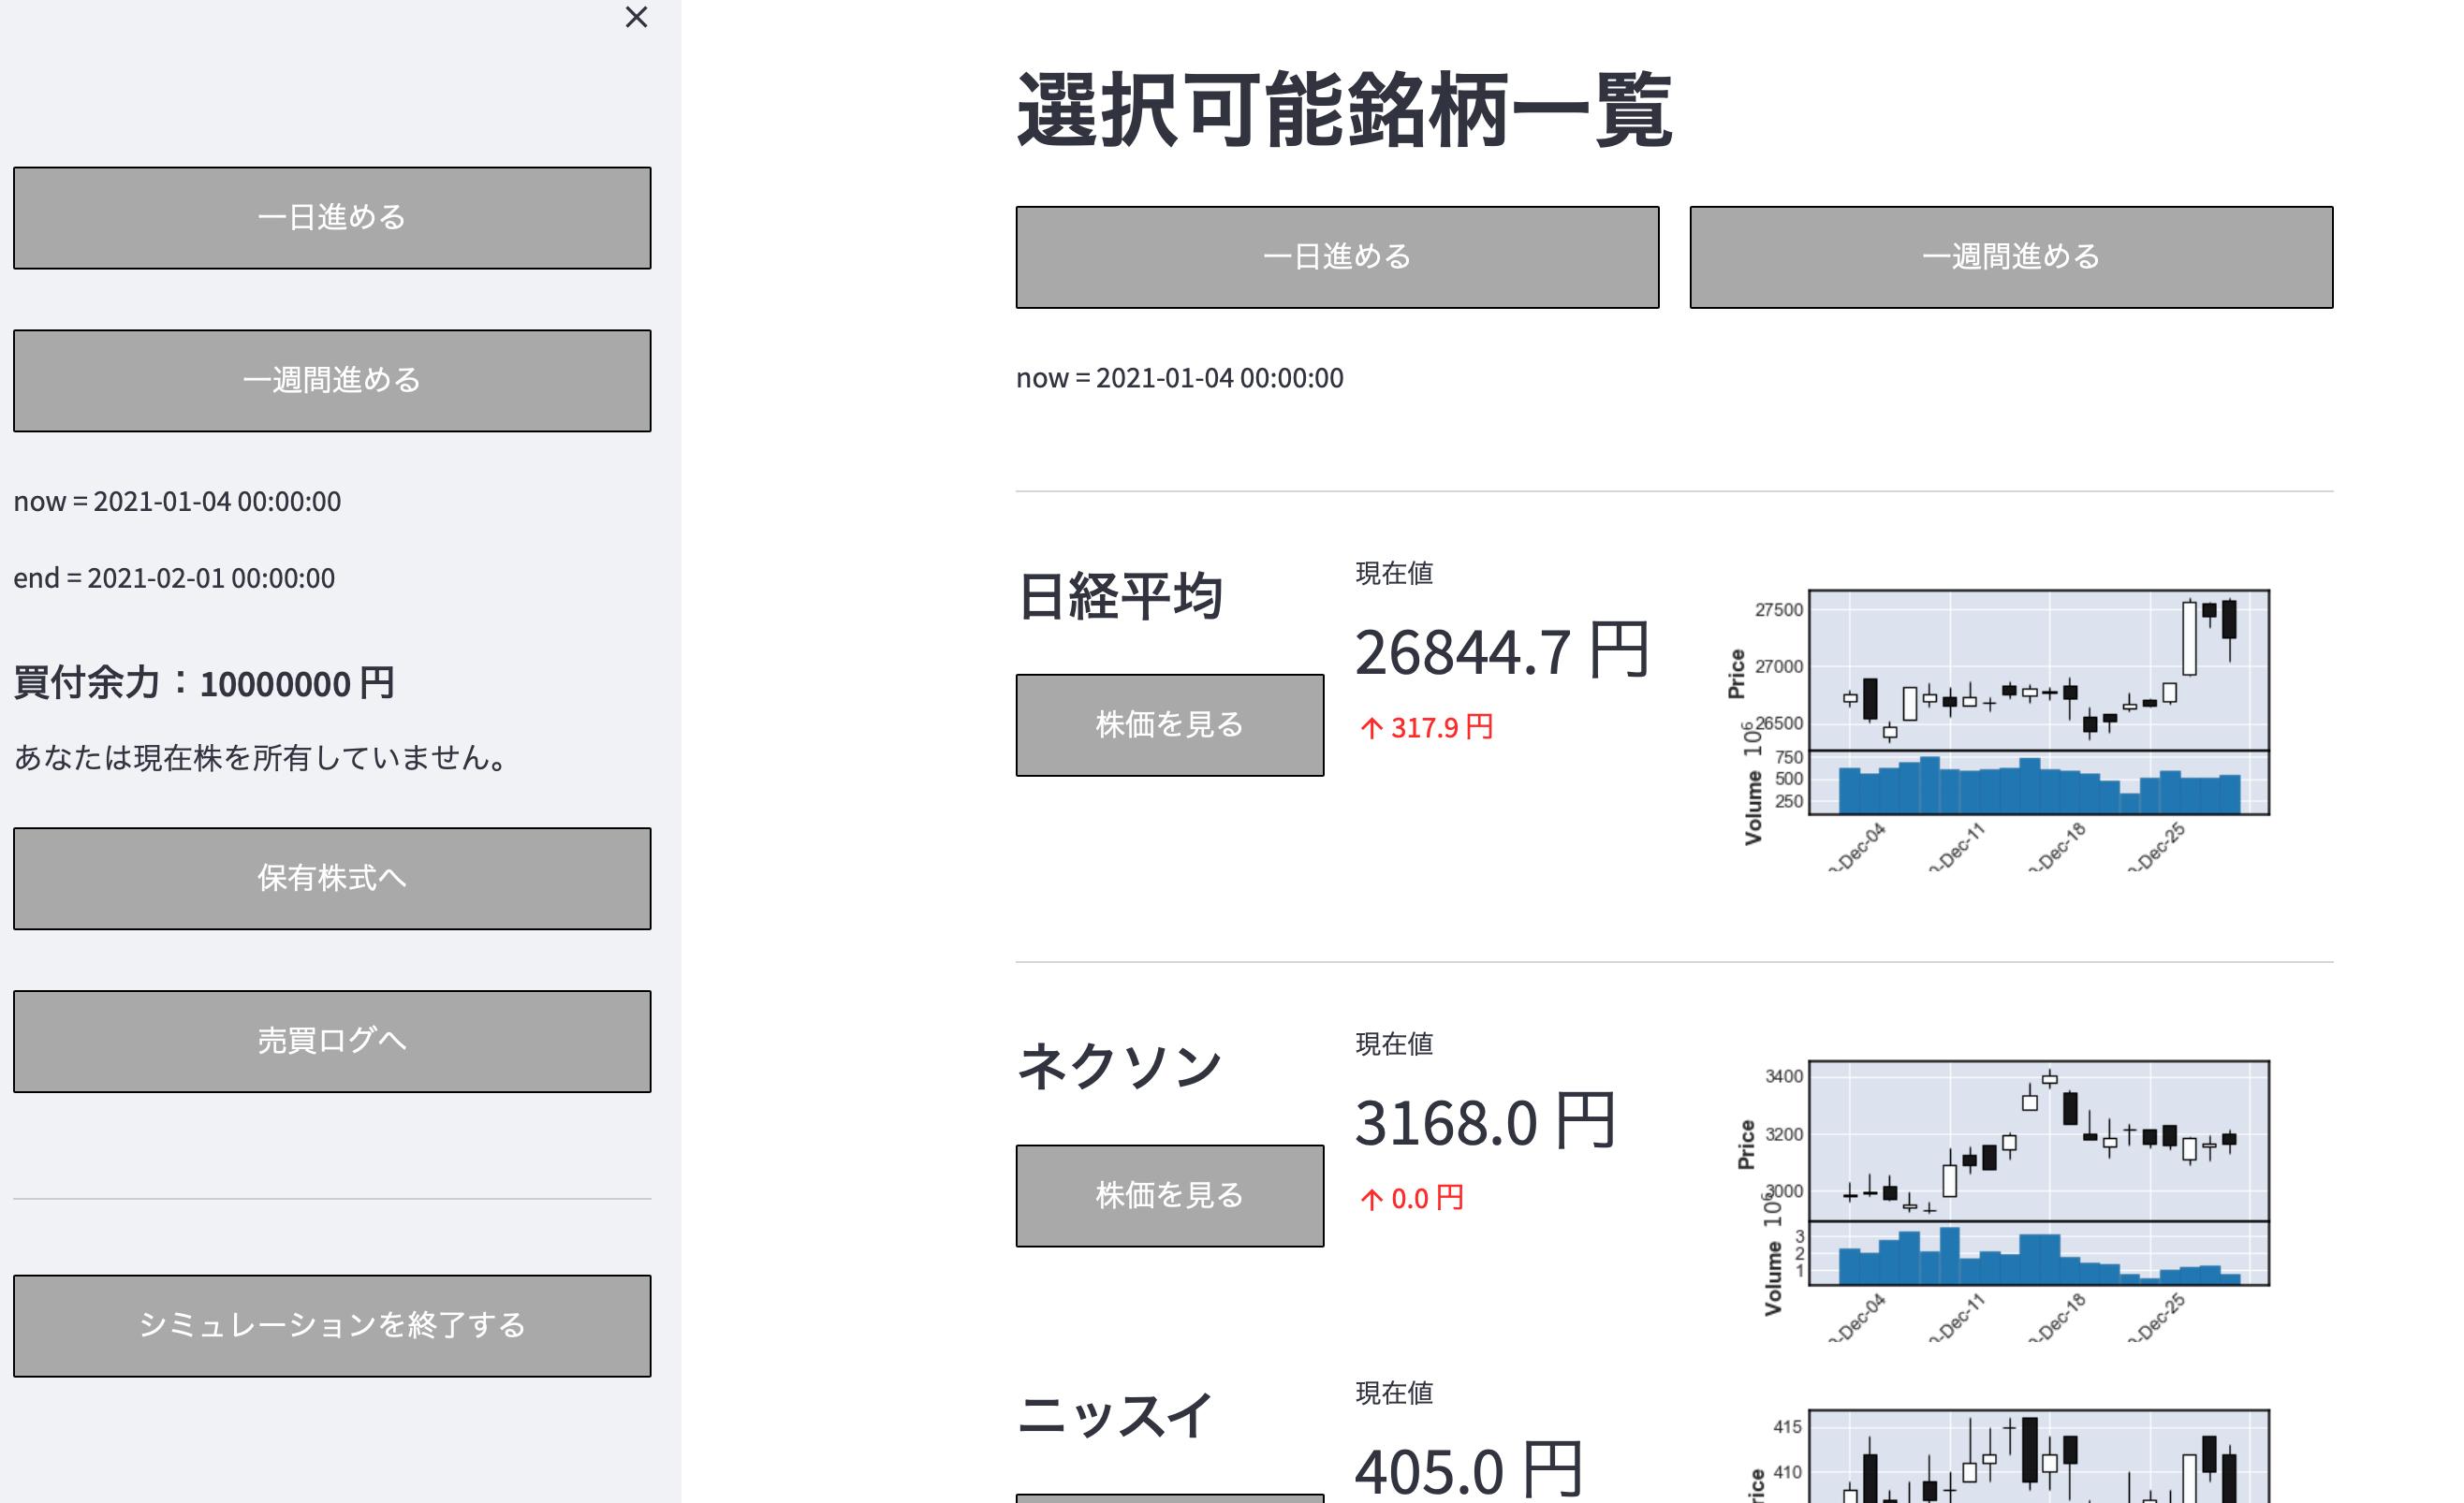 一日進める
一週間進める
now = 2021-01-04 00:00:00
end = 2021-02-01 00:00:00
買付余力：10000000 円
あなたは現在株を所有していません。
保有株式へ
売買ログへ
シミュレーションを終了する
選択可能銘柄一覧
一日進める
一週間進める
now = 2021-01-04 00:00:00
日経平均
株価を見る
現在値
26844.7 円
↑ 317.9 円
Price
27500
27000
26500
Volume 10^6
750
500
250
-Dec-04
-Dec-11
-Dec-18
-Dec-25
ネクソン
株価を見る
現在値
3168.0 円
↑ 0.0 円
Price
3400
3200
3000
Volume 10^6
3
2
1
-Dec-04
-Dec-11
-Dec-18
-Dec-25
ニッスイ
現在値
405.0 円
rice
415
410